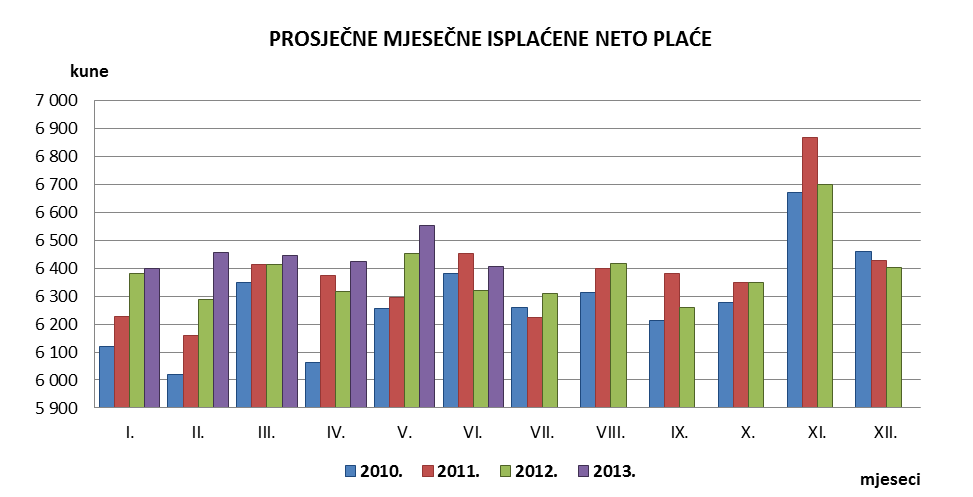 PROSJEČNE MJESEČNE ISPLAĆENE NETO PLAĆE
kune
7 000
6 900
6 800
6 700
6 600
6 500
6 400
6 300
6 200
6 100
6 000
5 900
I. II. III. IV. V. VI. VII. VIII. IX. X. XI. XII.
2010. 2011. 2012. 2013.
mjeseci